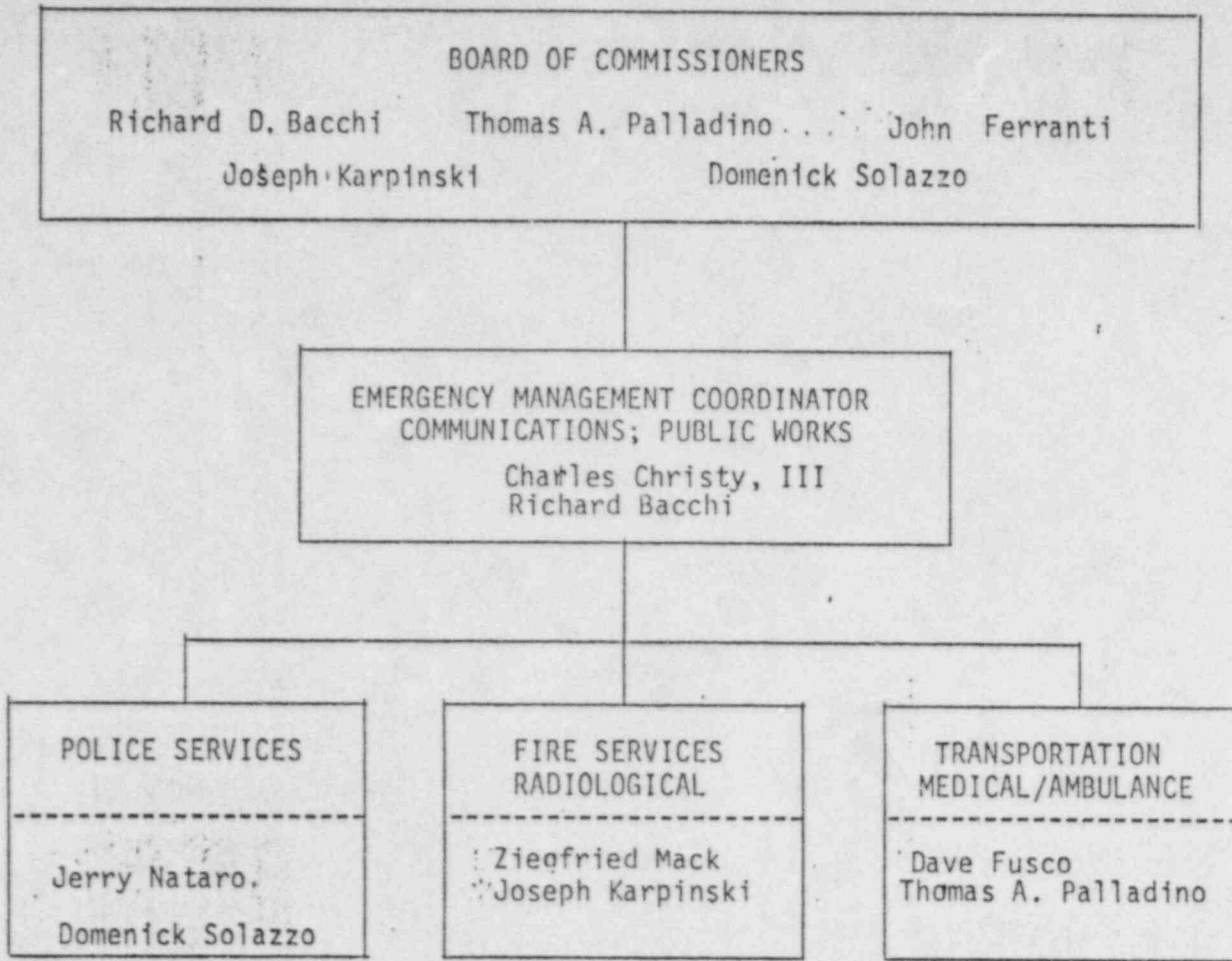 BOARD OF COMMISSIONERS
Richard D. Bacchi Thomas A. Palladino John Ferranti
Joseph Karpinski Domenick Solazzo
EMERGENCY MANAGEMENT COORDINATOR
COMMUNICATIONS; PUBLIC WORKS
Charles Christy, III
Richard Bacchi
POLICE SERVICES
Jerry Nataro.
Domenick Solazzo
FIRE SERVICES
RADIOLOGICAL
Ziegfried Mack
Joseph Karpinski
TRANSPORTATION
MEDICAL/AMBULANCE
Dave Fusco
Thomas A. Palladino